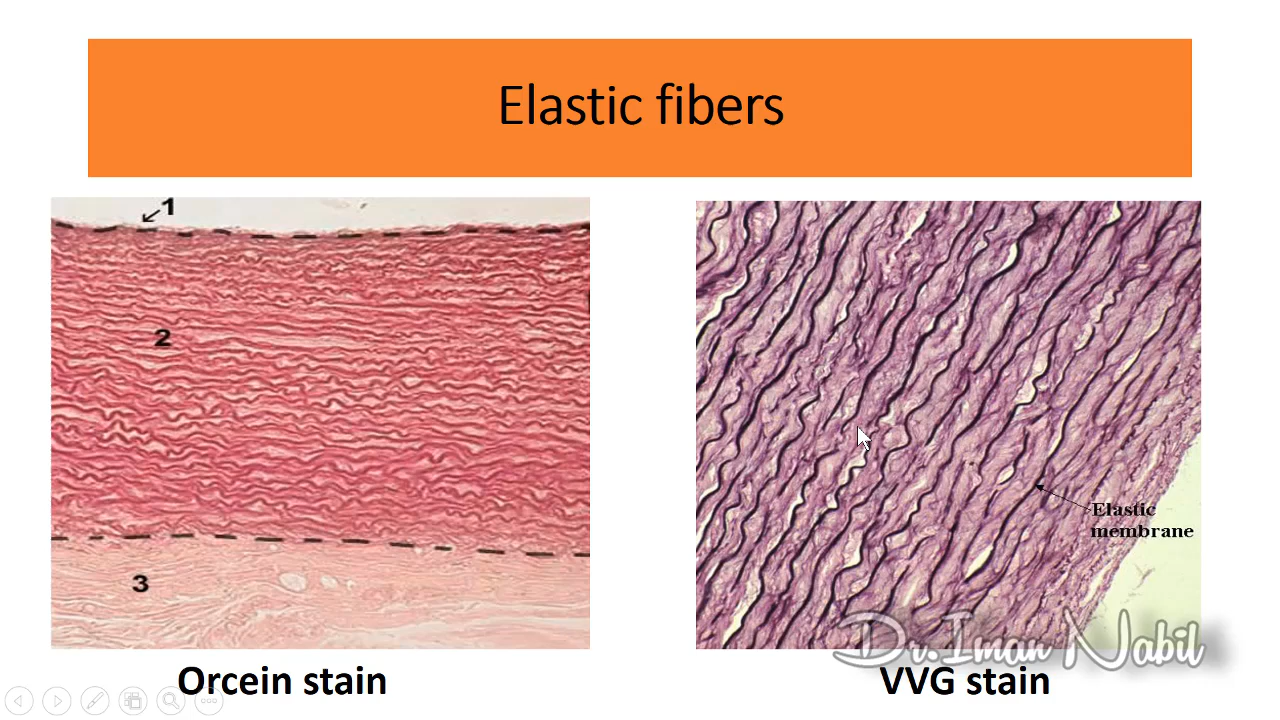 Elastic fibers
1
2
3
Elastic
membrane
Dr.Iman Nabil
Orcein stain
VVG stain